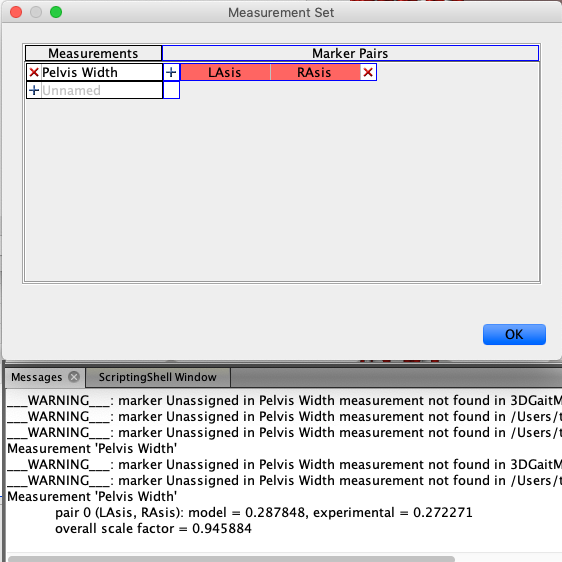 Measurement Set
Measurements Marker Pairs
Pelvis Width LAsis RAsis
Unnamed
OK
Messages ScriptingShell Window
___WARNING___: marker Unassigned in Pelvis Width measurement not found in 3DGaitM
___WARNING___: marker Unassigned in Pelvis Width measurement not found in /Users/t
___WARNING___: marker Unassigned in Pelvis Width measurement not found in /Users/t
Measurement 'Pelvis Width'
___WARNING___: marker Unassigned in Pelvis Width measurement not found in 3DGaitM
___WARNING___: marker Unassigned in Pelvis Width measurement not found in /Users/t
Measurement 'Pelvis Width'
pair 0 (LAsis, RAsis): model = 0.287848, experimental = 0.272271
overall scale factor = 0.945884